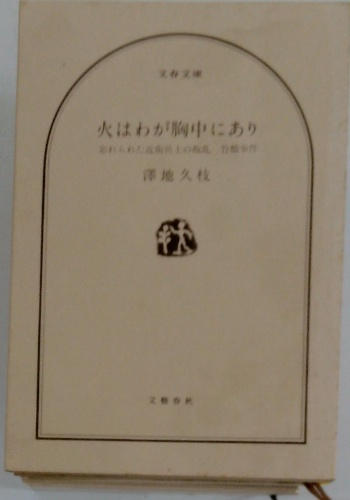 文春文庫
火はわが胸中にあり
忘れられた近衛兵士の叛乱 竹橋事件
澤地久枝
文藝春秋